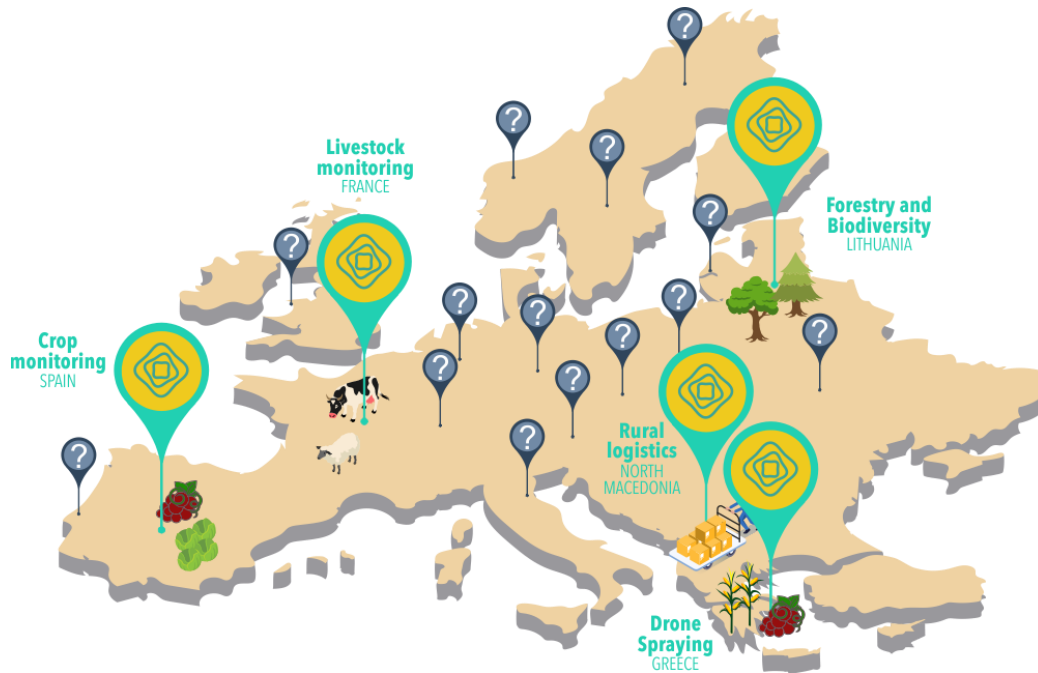 ?
?
?
?
Livestock
monitoring
FRANCE
?
Forestry and
Biodiversity
LITHUANIA
?
?
?
?
?
?
Crop
monitoring
SPAIN
?
?
?
?
Rural
logistics
NORTH
MACEDONIA
Drone
Spraying
GREECE